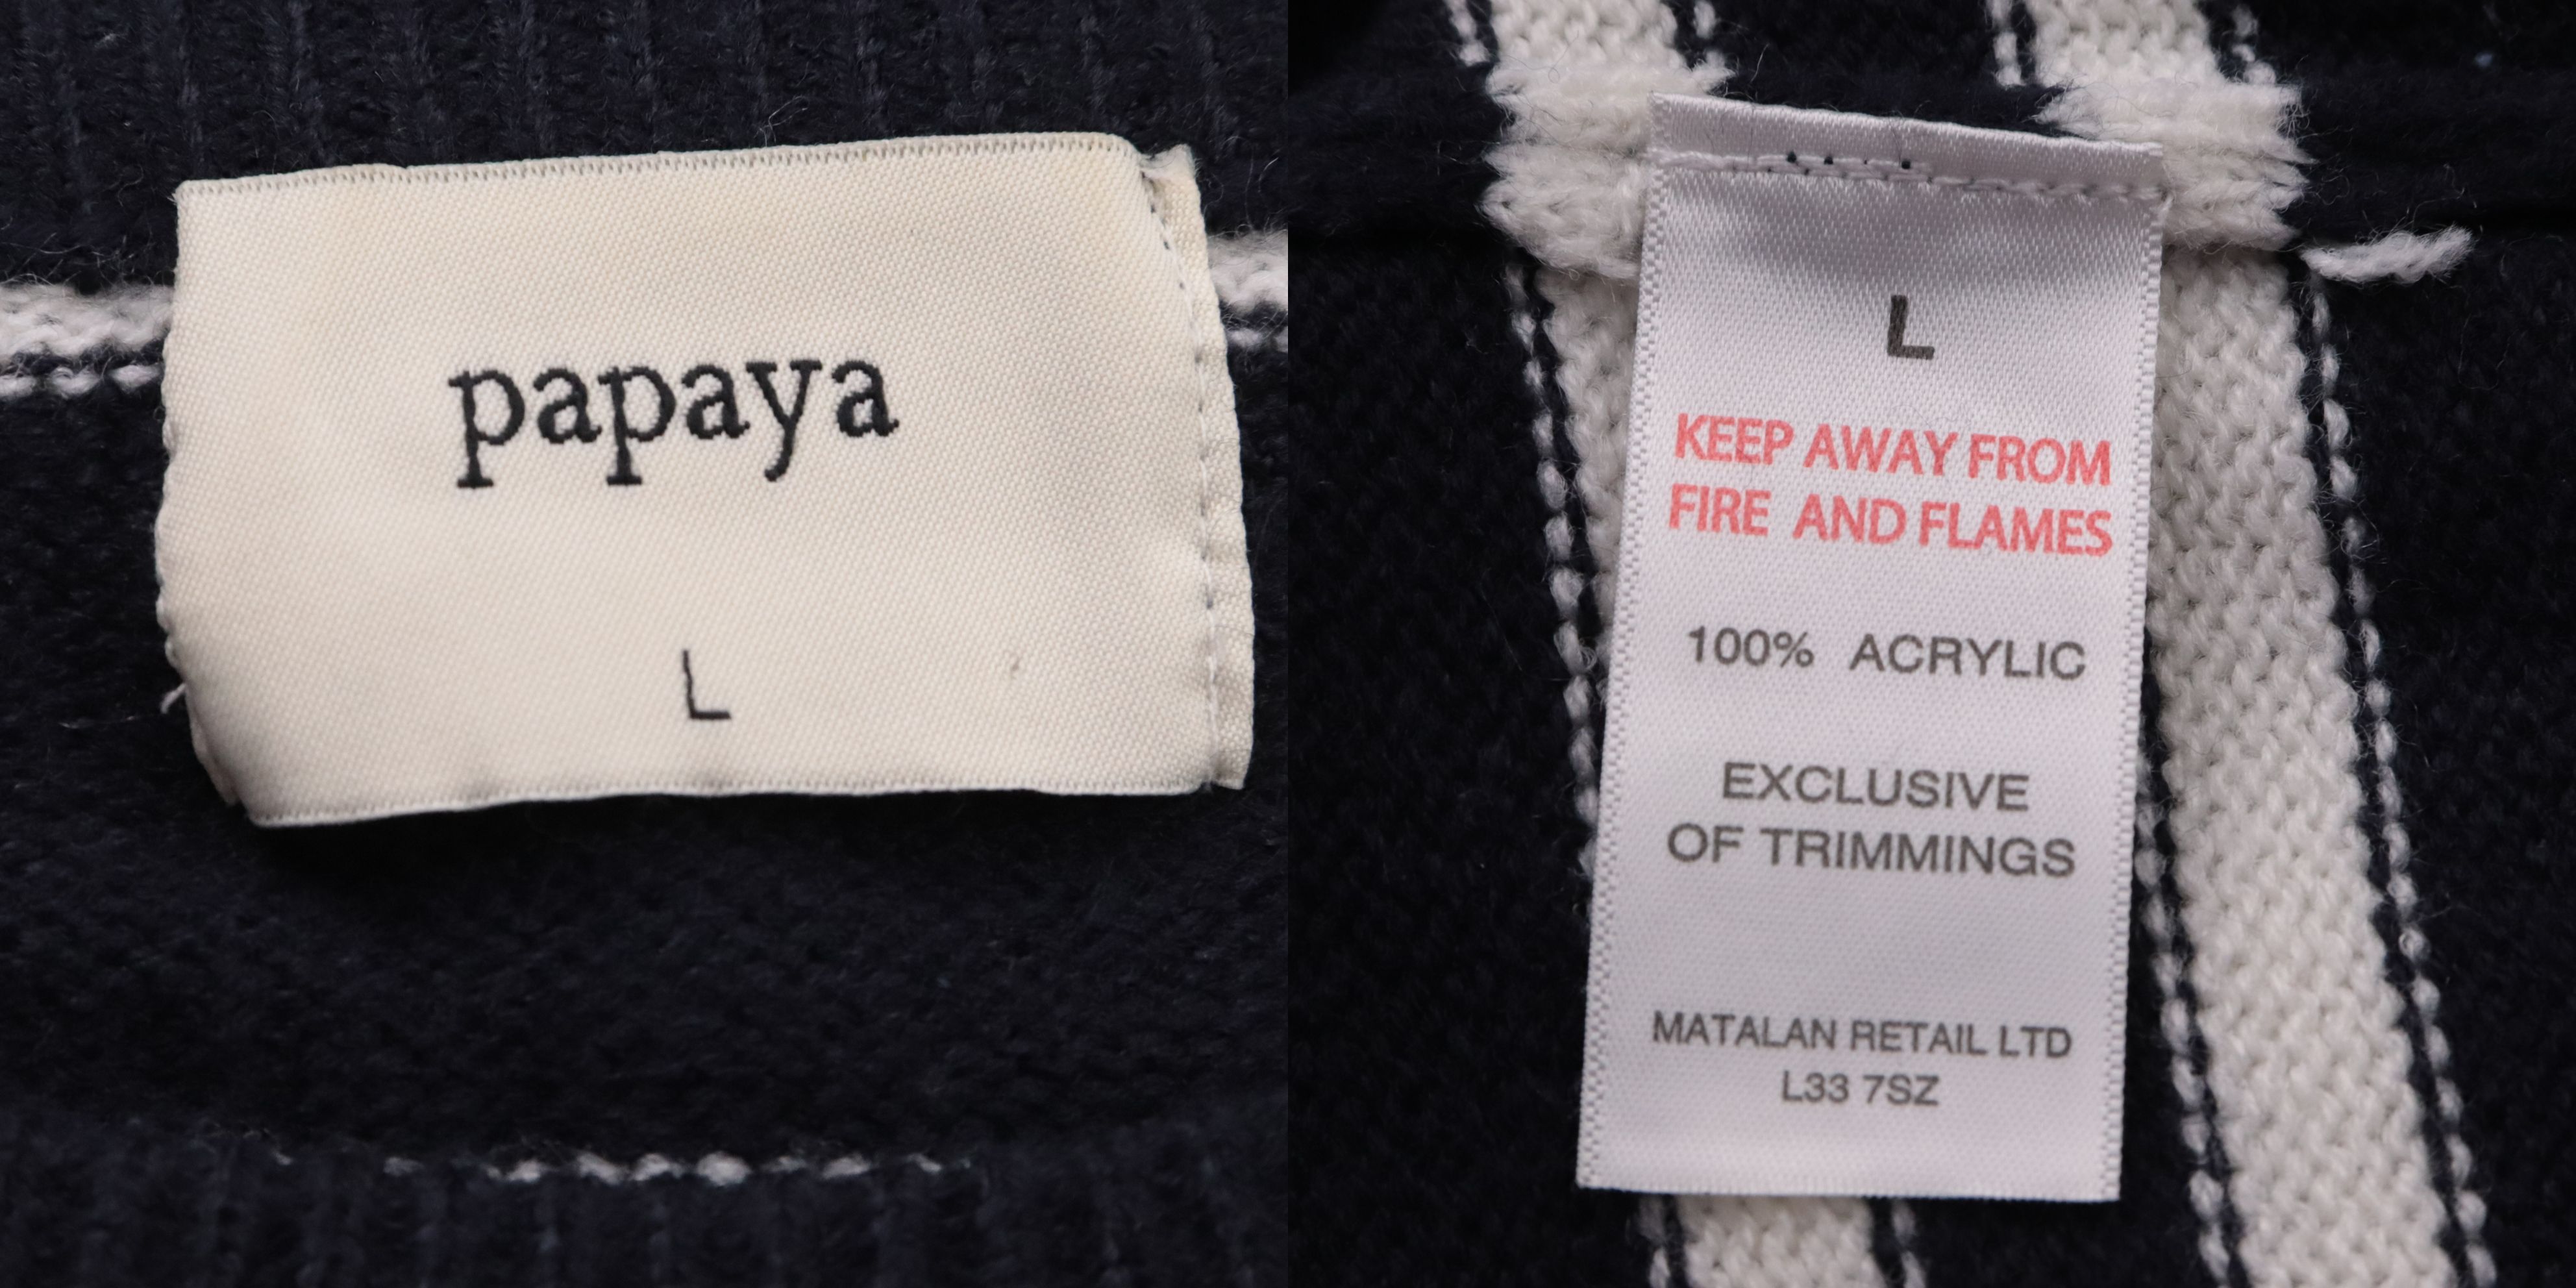 papaya
L
L
KEEP AWAY FROM
FIRE AND FLAMES
100% ACRYLIC
EXCLUSIVE
OF TRIMMINGS
MATALAN RETAIL LTD
L33 7SZ